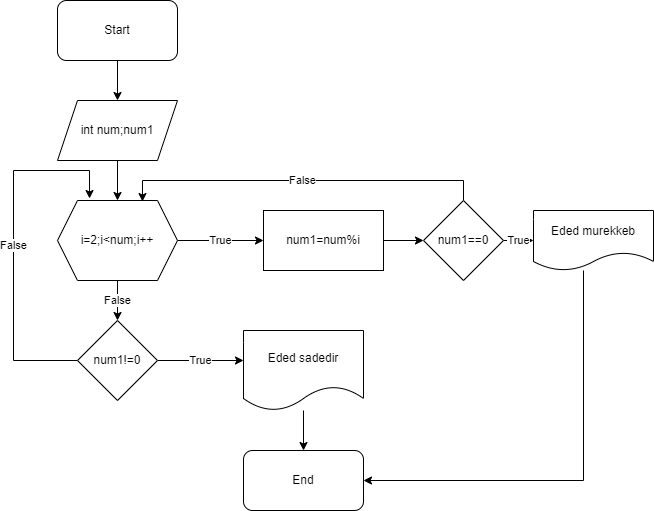 Start
int num;num1
False
i=2;i<num;i++
True
num1=num%i
num1==0
True
Eded murekkeb
False
False
num1!=0
True
Eded sadedir
End